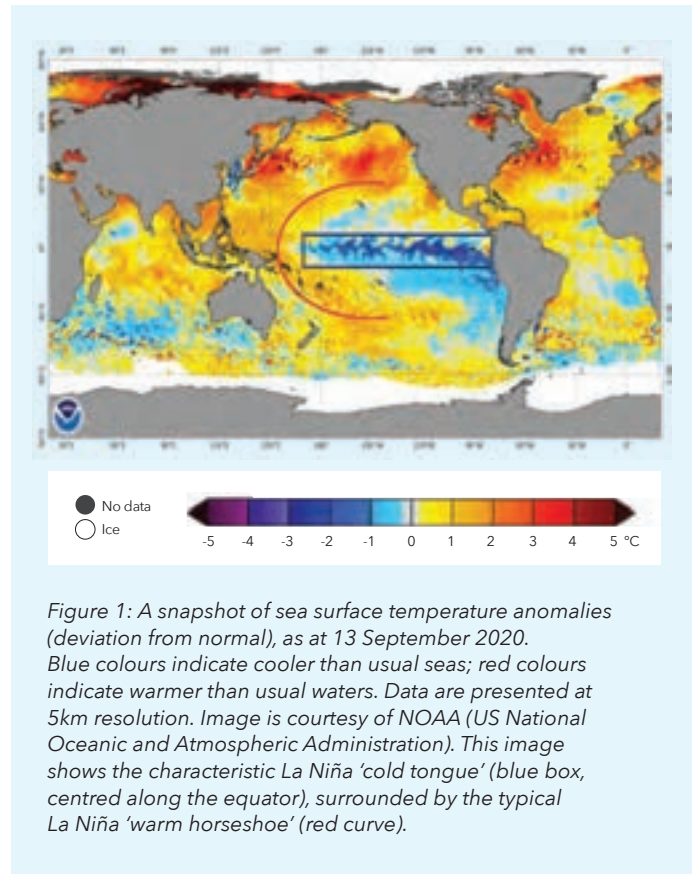 No data
Ice
-5 -4 -3 -2 -1 0 1 2 3 4 5 °C
Figure 1: A snapshot of sea surface temperature anomalies
(deviation from normal), as at 13 September 2020.
Blue colours indicate cooler than usual seas; red colours
indicate warmer than usual waters. Data are presented at
5km resolution. Image is courtesy of NOAA (US National
Oceanic and Atmospheric Administration). This image
shows the characteristic La Niña ‘cold tongue’ (blue box,
centred along the equator), surrounded by the typical
La Niña ‘warm horseshoe’ (red curve).